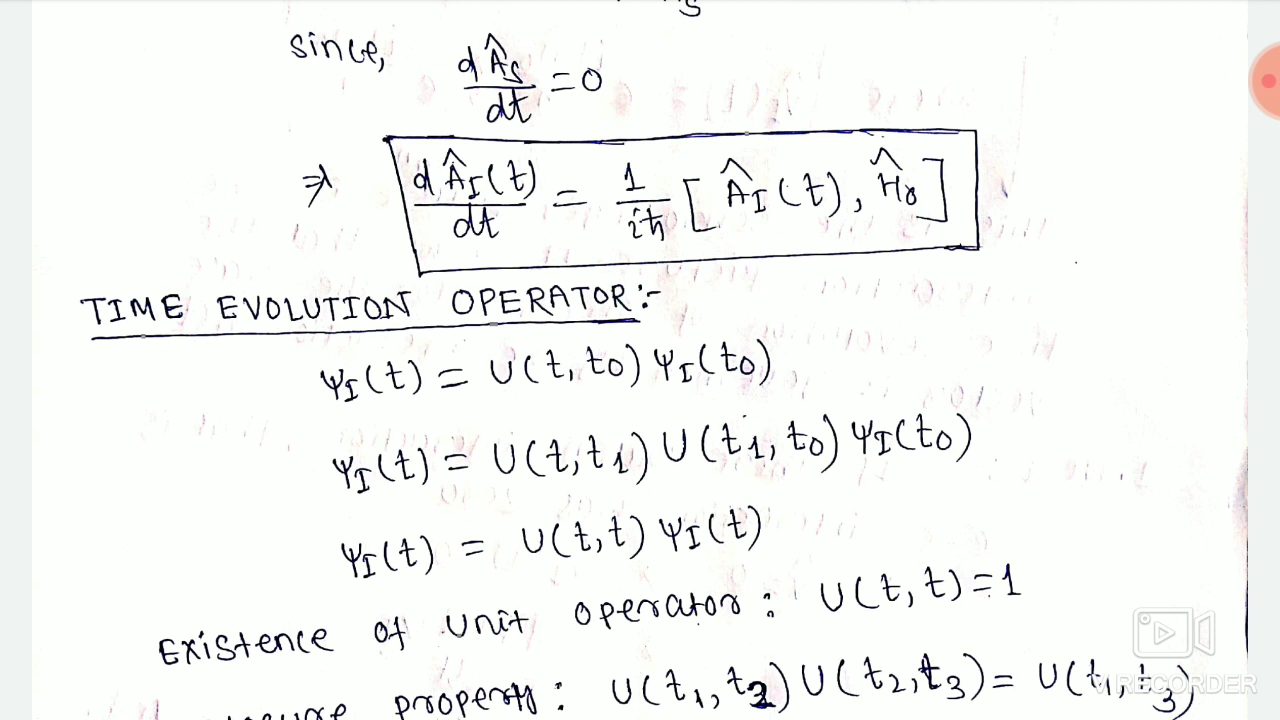 S
since, dÂ_S/dt = 0
⇒ dÂ_I(t)/dt = 1/iħ [Â_I(t), Ĥ_0]
TIME EVOLUTION OPERATOR:-
Ψ_I(t) = U(t, t0) Ψ_I(t0)
Ψ_I(t) = U(t, t1) U(t1, t0) Ψ_I(t0)
Ψ_I(t) = U(t, t) Ψ_I(t)
Existence of unit operator : U(t, t) = 1
property : U(t1, t2) U(t2, t3) = U(t1, t3),
VIRECORDER